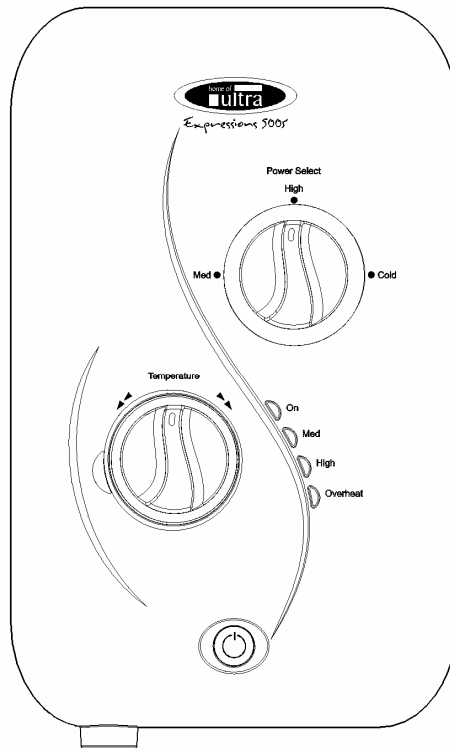 home of
ultra
Expressions 500s
Power Select
High
Med
Cold
Temperature
On
Med
High
Overheat